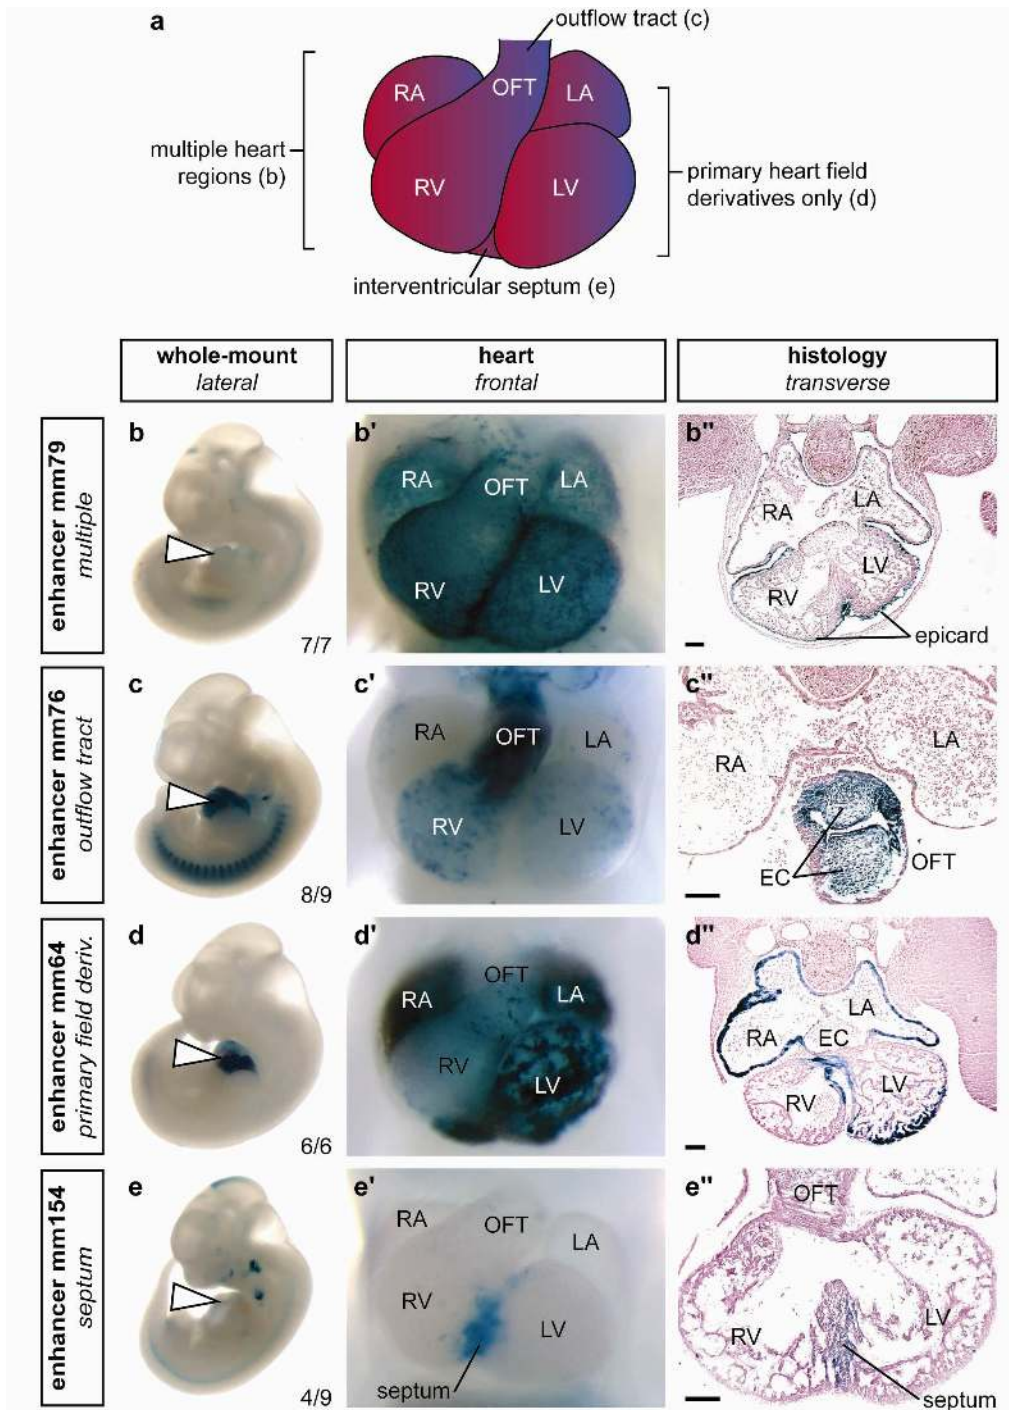 a
outflow tract (c)
RA
OFT
LA
multiple heart
regions (b)
RV
LV
primary heart field
derivatives only (d)
interventricular septum (e)
whole-mount
lateral
heart
frontal
histology
transverse
enhancer mm79
multiple
b
7/7
b'
RA
OFT
LA
RV
LV
b''
RA
LA
LV
RV
epicard
enhancer mm76
outflow tract
c
8/9
c'
RA
OFT
LA
RV
LV
c''
RA
LA
EC
OFT
enhancer mm64
primary field deriv.
d
6/6
d'
OFT
RA
LA
RV
LV
d''
LA
RA
EC
RV
LV
enhancer mm154
septum
e
4/9
e'
RA
OFT
LA
RV
LV
septum
e''
OFT
RV
LV
septum